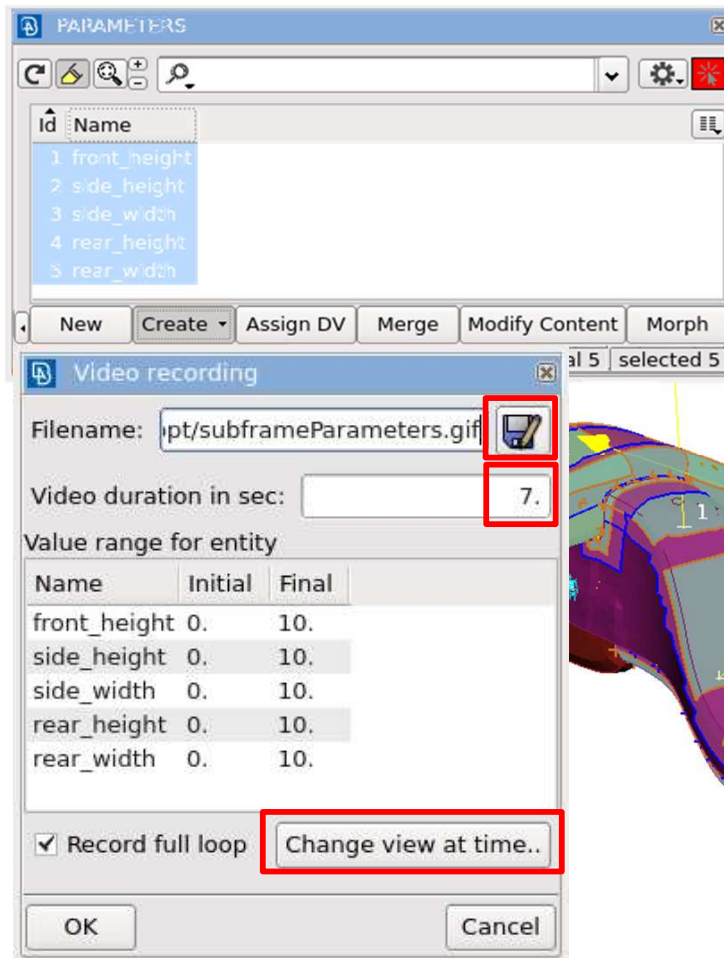 PARAMETERS
Id Name
1 front_height
2 side_height
3 side_width
4 rear_height
5 rear_width
New Create Assign DV Merge Modify Content Morph
al 5 selected 5
Video recording
Filename: pt/subframeParameters.gif
Video duration in sec: 7.
Value range for entity
Name Initial Final
front_height 0. 10.
side_height 0. 10.
side_width 0. 10.
rear_height 0. 10.
rear_width 0. 10.
Record full loop Change view at time..
OK Cancel
1